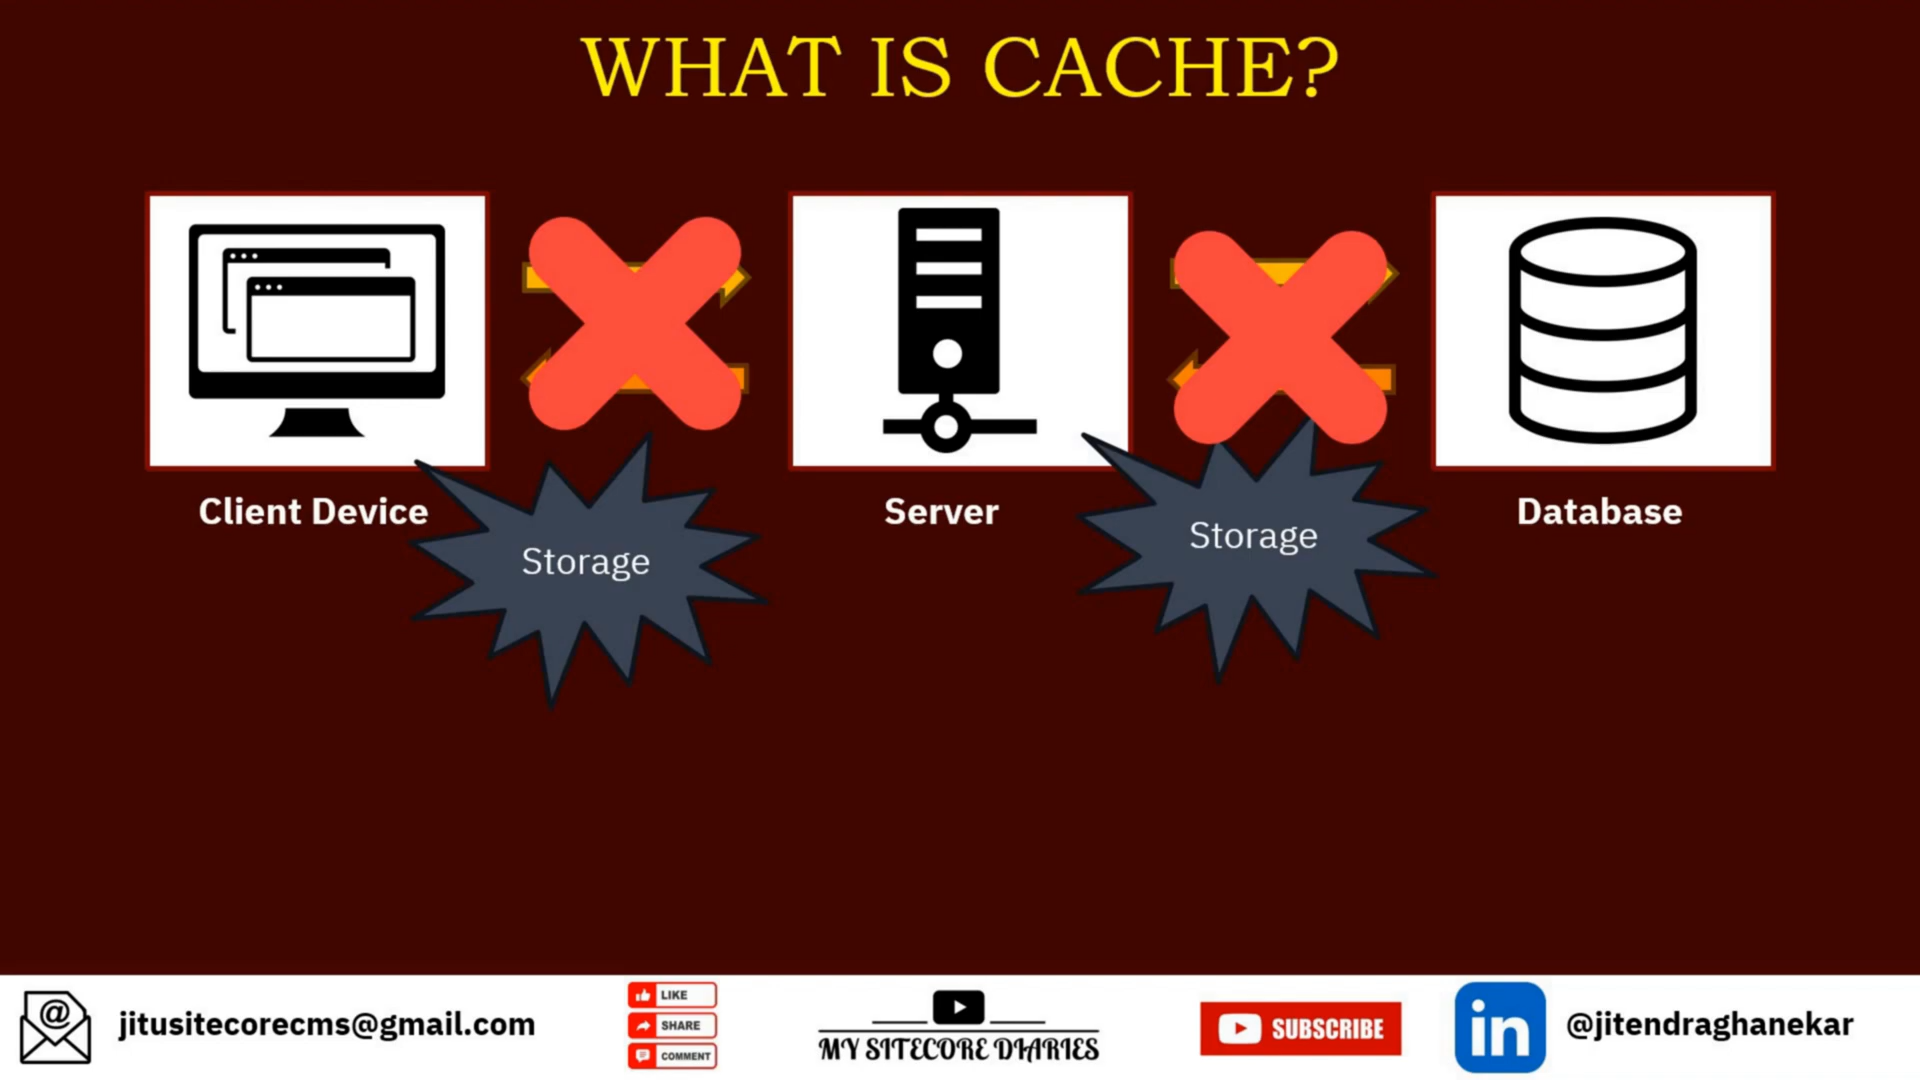 WHAT IS CACHE?
Client Device
Server
Database
Storage
Storage
@
jitusitecorecms@gmail.com
LIKE
SHARE
COMMENT
MY SITECORE DIARIES
SUBSCRIBE
in
@jitendraghanekar